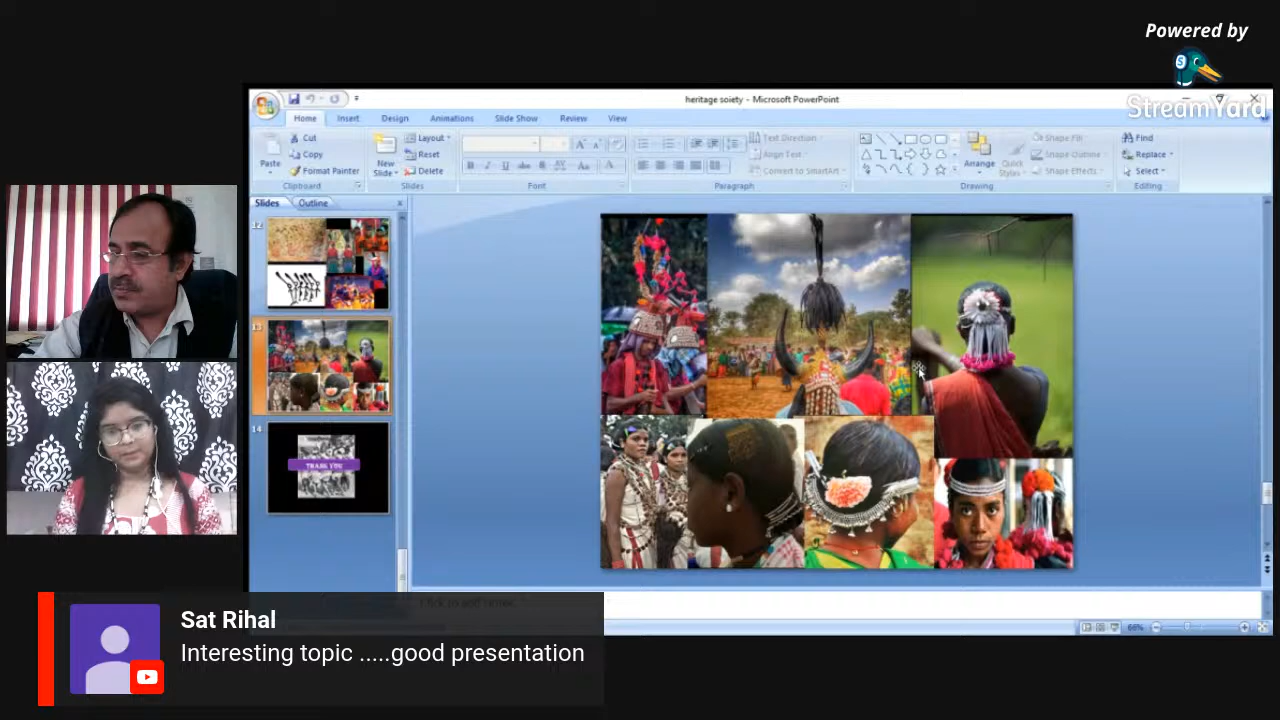 Powered by
StreamYard
heritage soiety - Microsoft PowerPoint
Home Insert Design Animations Slide Show Review View
Paste
Cut
Copy
Format Painter
Clipboard
New
Slide
Layout
Reset
Delete
Slides
Font
Text Direction
Align Text
Convert to SmartArt
Paragraph
Arrange
Quick
Styles
Shape Fill
Shape Outline
Shape Effects
Drawing
Find
Replace
Select
Editing
Slides Outline
12
13
14
THANK YOU
66%
Sat Rihal
Interesting topic .....good presentation